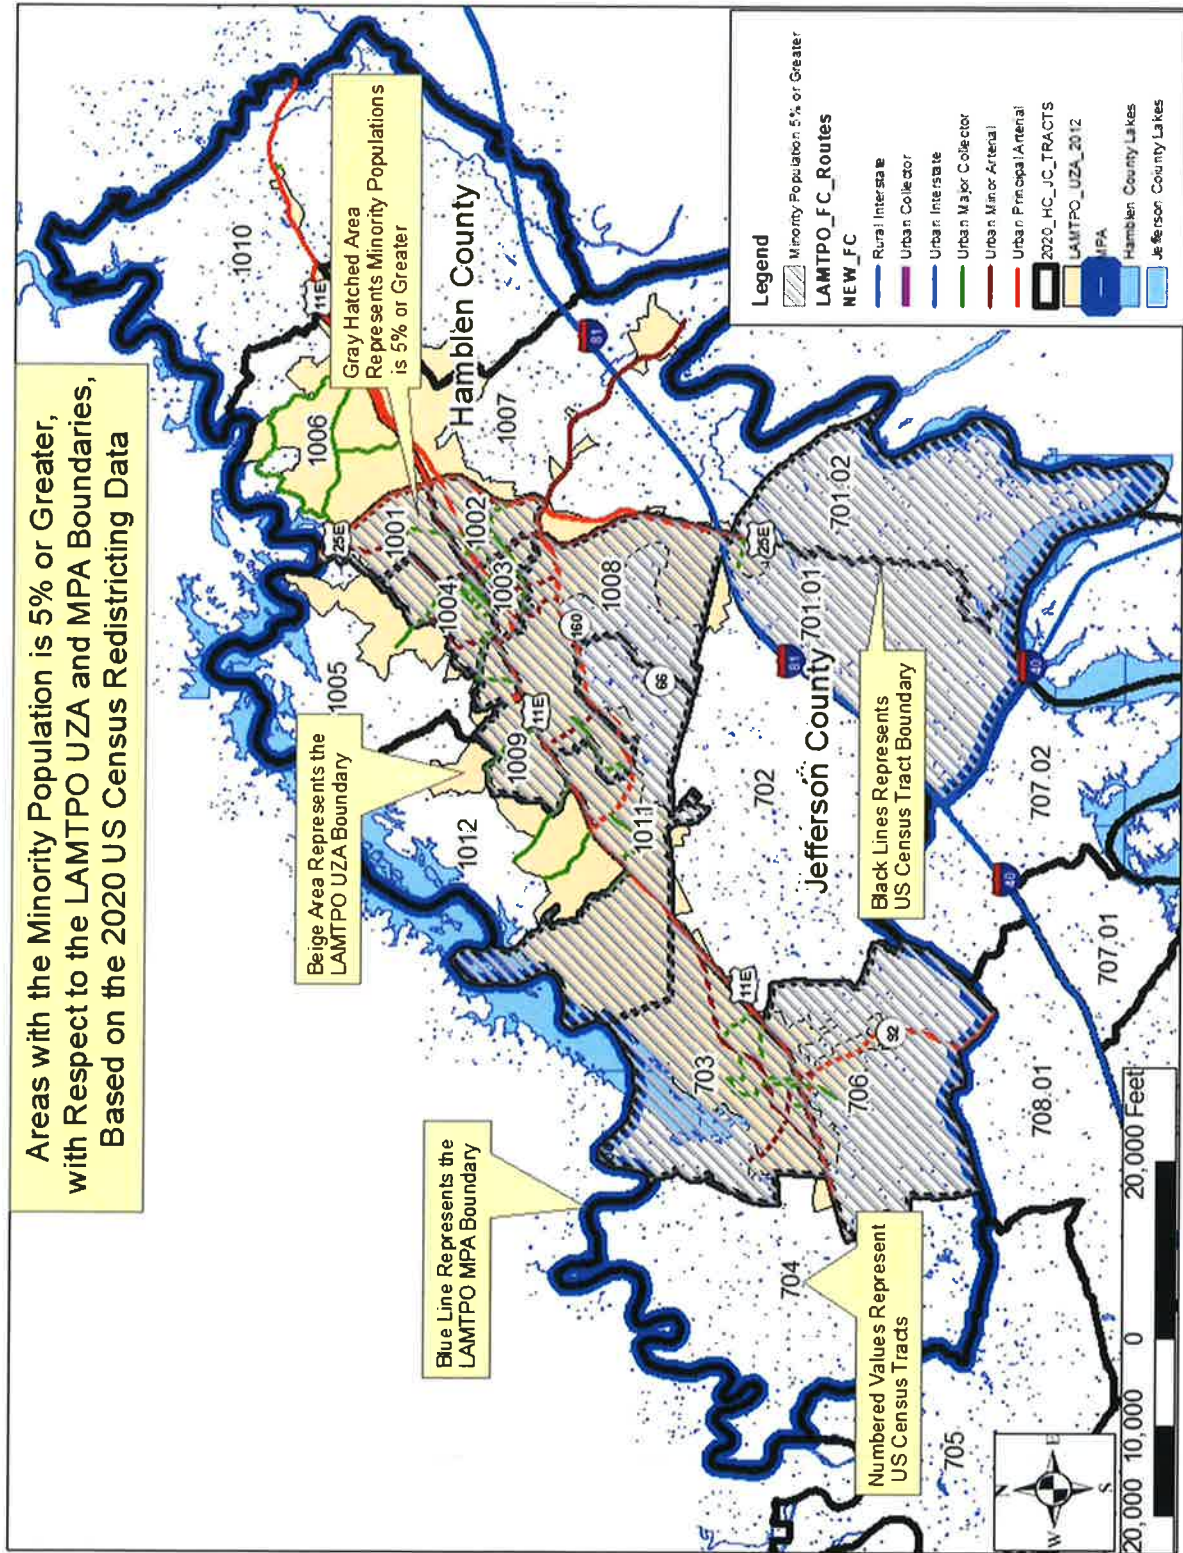 Areas with the Minority Population is 5% or Greater,
with Respect to the LAMTPO UZA and MPA Boundaries,
Based on the 2020 US Census Redistricting Data
Blue Line Represents the
LAMTPO MPA Boundary
Beige Area Represents the
LAMTPO UZA Boundary
Gray Hatched Area
Represents Minority Populations
is 5% or Greater
Numbered Values Represent
US Census Tracts
Black Lines Represents
US Census Tract Boundary
Hamblen County
Jefferson County
1010
1006
1007
1001
1002
1003
1004
1005
1008
1009
1011
1012
701.01
701.02
702
703
704
705
706
707.01
707.02
708.01
11E
25E
11E
25E
11E
160
66
92
81
81
40
40
Legend
Minority Population 5% or Greater
LAMTPO_FC_Routes
NEW_FC
Rural Interstate
Urban Collector
Urban Interstate
Urban Major Collector
Urban Minor Arterial
Urban Principal Arterial
2020_HC_JC_TRACTS
LAMTPO_UZA_2012
MPA
Hamblen County Lakes
Jefferson County Lakes
N
W
E
S
20,000 10,000 0 20,000 Feet